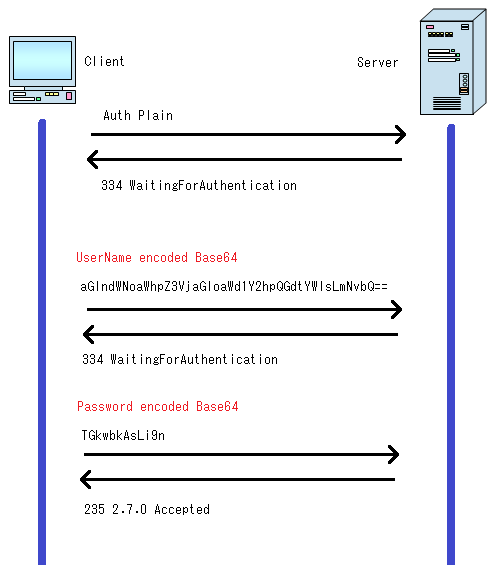 Client
Server
Auth Plain
334 WaitingForAuthentication
UserName encoded Base64
aGlndWNoaWhpZ3VjaGloaWd1Y2hpQGdtYWlsLmNvbQ==
334 WaitingForAuthentication
Password encoded Base64
TGkwbkAsLi9n
235 2.7.0 Accepted